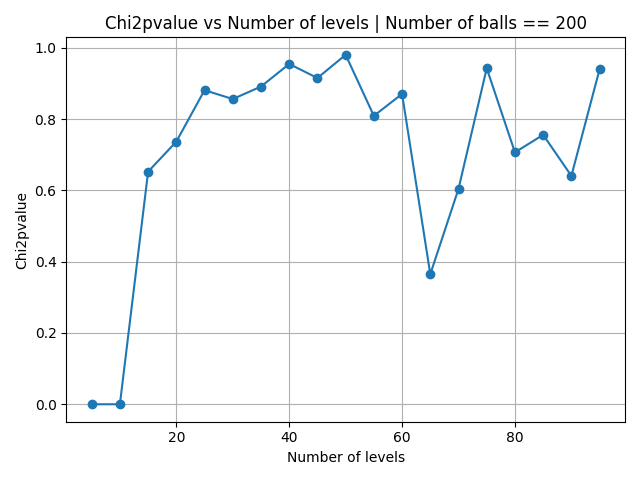 Chi2pvalue vs Number of levels | Number of balls == 200
1.0
0.8
0.6
0.4
0.2
0.0
Chi2pvalue
20 40 60 80
Number of levels